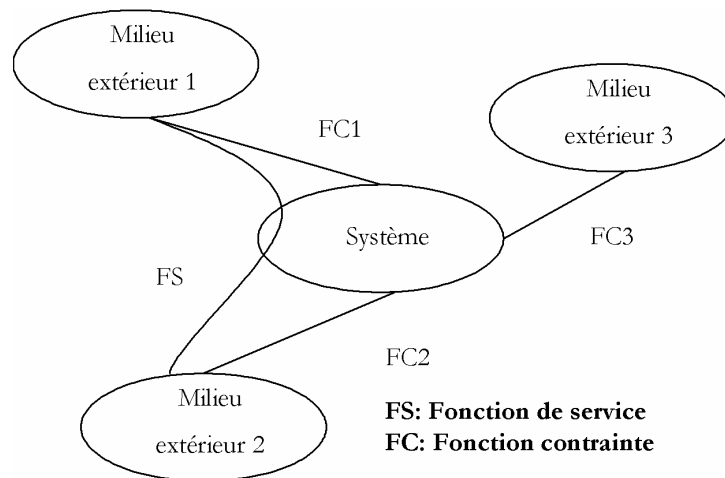 Milieu
extérieur 1
Milieu
extérieur 3
FC1
Système
FC3
FS
FC2
Milieu
extérieur 2
FS: Fonction de service
FC: Fonction contrainte